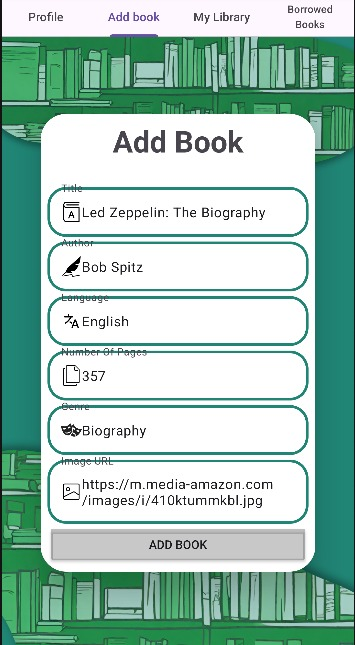 Profile
Add book
My Library
Borrowed
Books
Add Book
Title
Led Zeppelin: The Biography
Author
Bob Spitz
Language
English
Number Of Pages
357
Genre
Biography
Image URL
https://m.media-amazon.com
/images/i/410ktummkbl.jpg
ADD BOOK